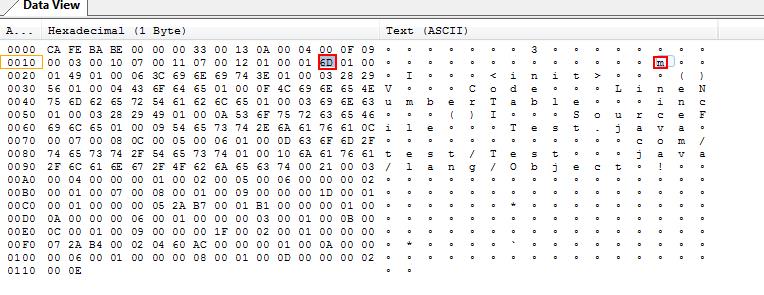 Data View
A... Hexadecimal (1 Byte) Text (ASCII)
0000 CA FE BA BE 00 00 00 33 00 13 0A 00 04 00 0F 09 ∘ ∘ ∘ ∘ ∘ ∘ ∘ 3 ∘ ∘ ∘ ∘ ∘ ∘ ∘ ∘
0010 00 03 00 10 07 00 11 07 00 12 01 00 01 6D 01 00 ∘ ∘ ∘ ∘ ∘ ∘ ∘ ∘ ∘ ∘ ∘ ∘ ∘ m ∘ ∘
0020 01 49 01 00 06 3C 69 6E 69 74 3E 01 00 03 28 29 ∘ I ∘ ∘ ∘ < i n i t > ∘ ∘ ∘ ( )
0030 56 01 00 04 43 6F 64 65 01 00 0F 4C 69 6E 65 4E V ∘ ∘ ∘ C o d e ∘ ∘ ∘ L i n e N
0040 75 6D 62 65 72 54 61 62 6C 65 01 00 03 69 6E 63 u m b e r T a b l e ∘ ∘ ∘ i n c
0050 01 00 03 28 29 49 01 00 0A 53 6F 75 72 63 65 46 ∘ ∘ ∘ ( ) I ∘ ∘ ∘ S o u r c e F
0060 69 6C 65 01 00 09 54 65 73 74 2E 6A 61 76 61 0C i l e ∘ ∘ ∘ T e s t . j a v a ∘
0070 00 07 00 08 0C 00 05 00 06 01 00 0D 63 6F 6D 2F ∘ ∘ ∘ ∘ ∘ ∘ ∘ ∘ ∘ ∘ ∘ ∘ c o m /
0080 74 65 73 74 2F 54 65 73 74 01 00 10 6A 61 76 61 t e s t / T e s t ∘ ∘ ∘ j a v a
0090 2F 6C 61 6E 67 2F 4F 62 6A 65 63 74 00 21 00 03 / l a n g / O b j e c t ∘ ! ∘ ∘
00A0 00 04 00 00 00 01 00 02 00 05 00 06 00 00 00 02 ∘ ∘ ∘ ∘ ∘ ∘ ∘ ∘ ∘ ∘ ∘ ∘ ∘ ∘ ∘ ∘
00B0 00 01 00 07 00 08 00 01 00 09 00 00 00 1D 00 01 ∘ ∘ ∘ ∘ ∘ ∘ ∘ ∘ ∘ ∘ ∘ ∘ ∘ ∘ ∘ ∘
00C0 00 01 00 00 00 05 2A B7 00 01 B1 00 00 00 01 00 ∘ ∘ ∘ ∘ ∘ ∘ * ∘ ∘ ∘ ∘ ∘ ∘ ∘ ∘ ∘
00D0 0A 00 00 00 06 00 01 00 00 00 03 00 01 00 0B 00 ∘ ∘ ∘ ∘ ∘ ∘ ∘ ∘ ∘ ∘ ∘ ∘ ∘ ∘ ∘ ∘
00E0 0C 00 01 00 09 00 00 00 1F 00 02 00 01 00 00 00 ∘ ∘ ∘ ∘ ∘ ∘ ∘ ∘ ∘ ∘ ∘ ∘ ∘ ∘ ∘ ∘
00F0 07 2A B4 00 02 04 60 AC 00 00 00 01 00 0A 00 00 ∘ * ∘ ∘ ∘ ∘ ` ∘ ∘ ∘ ∘ ∘ ∘ ∘ ∘ ∘
0100 00 06 00 01 00 00 00 08 00 01 00 0D 00 00 00 02 ∘ ∘ ∘ ∘ ∘ ∘ ∘ ∘ ∘ ∘ ∘ ∘ ∘ ∘ ∘ ∘
0110 00 0E ∘ ∘